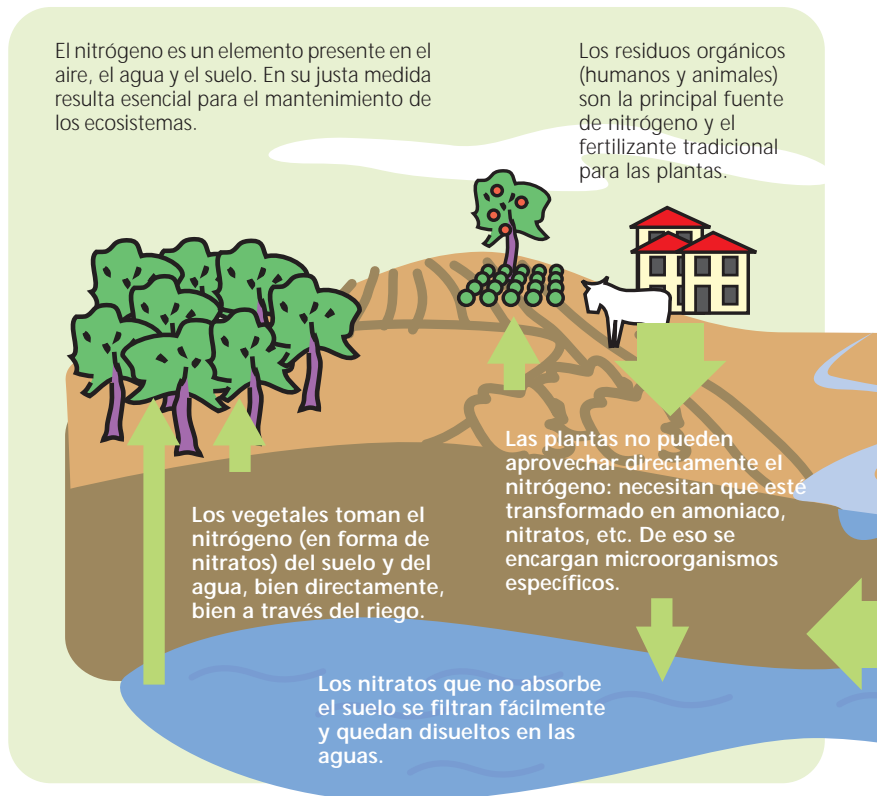 El nitrógeno es un elemento presente en el
aire, el agua y el suelo. En su justa medida
resulta esencial para el mantenimiento de
los ecosistemas.
Los residuos orgánicos
(humanos y animales)
son la principal fuente
de nitrógeno y el
fertilizante tradicional
para las plantas.
Las plantas no pueden
aprovechar directamente el
nitrógeno: necesitan que esté
transformado en amoniaco,
nitratos, etc. De eso se
encargan microorganismos
específicos.
Los vegetales toman el
nitrógeno (en forma de
nitratos) del suelo y del
agua, bien directamente,
bien a través del riego.
Los nitratos que no absorbe
el suelo se filtran fácilmente
y quedan disueltos en las
aguas.